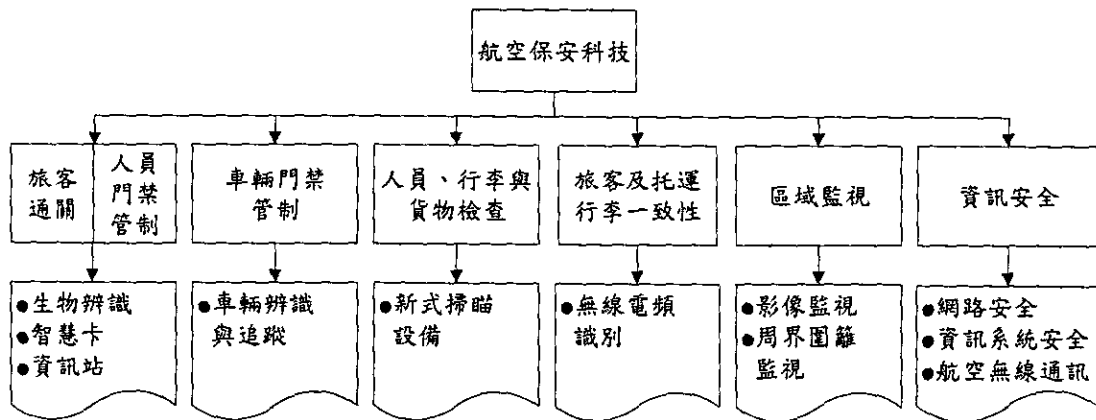 航空保安科技
旅客
通關
人員
門禁
管制
車輛門禁
管制
人員、行李與
貨物檢查
旅客及托運
行李一致性
區域監視
資訊安全
●生物辨識
●智慧卡
●資訊站
●車輛辨識
與追蹤
●新式掃瞄
設備
●無線電頻
識別
●影像監視
●周界圍籬
監視
●網路安全
●資訊系統安全
●航空無線通訊